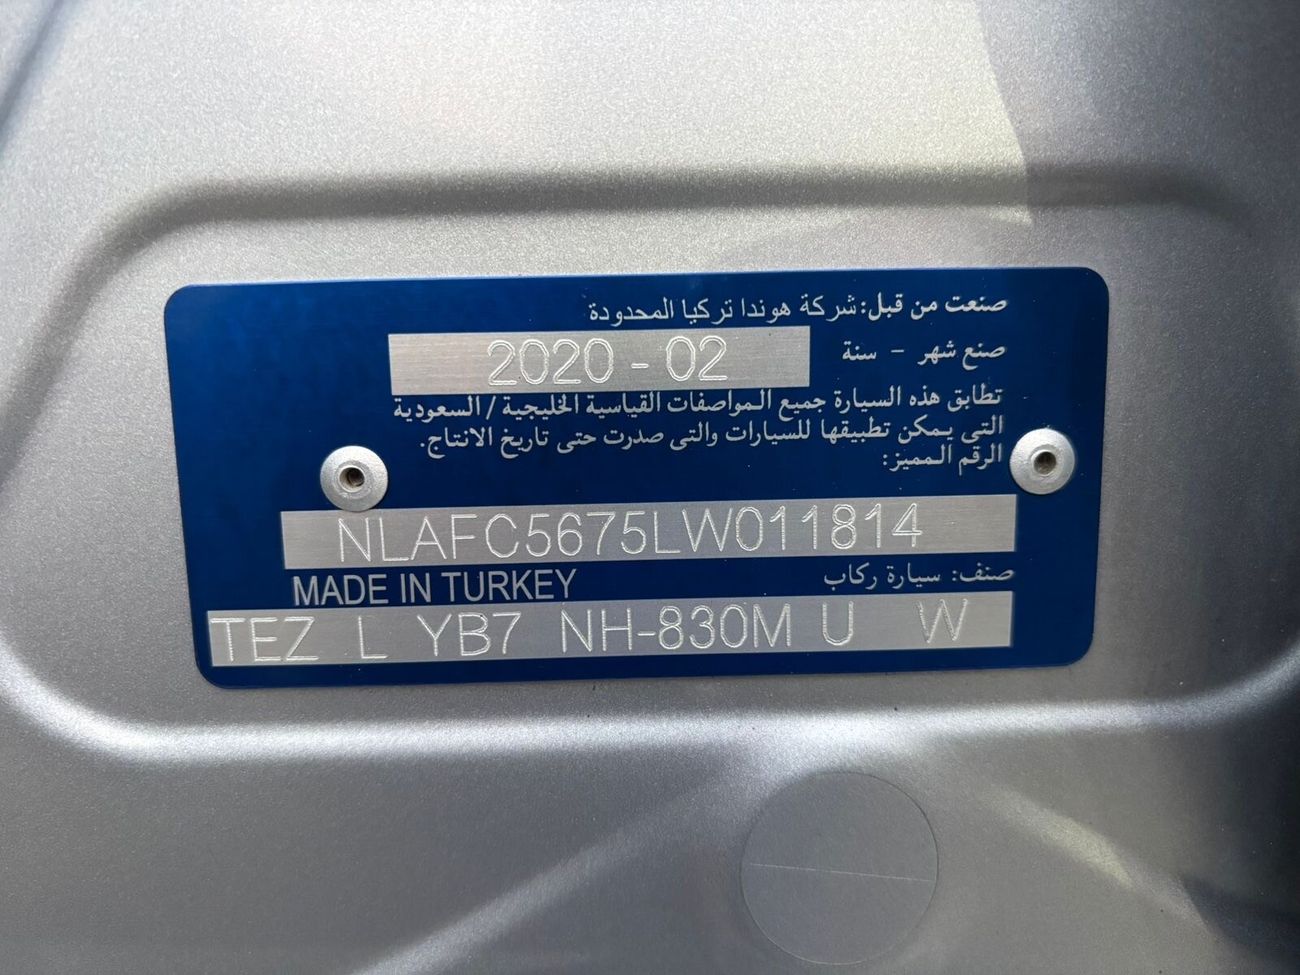 صنعت من قبل: شركة هوندا تركيا المحدودة
صنع شهر - سنة
2020 - 02
تطابق هذه السيارة جميع المواصفات القياسية الخليجية / السعودية
التي يمكن تطبيقها للسيارات والتي صدرت حتى تاريخ الانتاج.
الرقم المميز:
NLAFC5675LW011814
صنف: سيارة ركاب
MADE IN TURKEY
TEZ L YB7 NH-830M U W